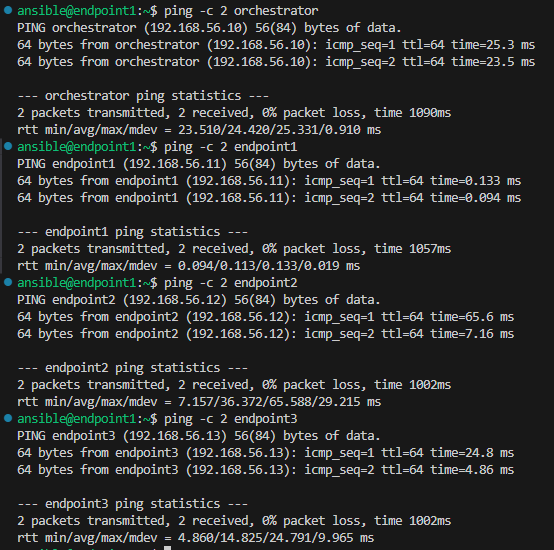 ansible@endpoint1:~$ ping -c 2 orchestrator
PING orchestrator (192.168.56.10) 56(84) bytes of data.
64 bytes from orchestrator (192.168.56.10): icmp_seq=1 ttl=64 time=25.3 ms
64 bytes from orchestrator (192.168.56.10): icmp_seq=2 ttl=64 time=23.5 ms

--- orchestrator ping statistics ---
2 packets transmitted, 2 received, 0% packet loss, time 1090ms
rtt min/avg/max/mdev = 23.510/24.420/25.331/0.910 ms
ansible@endpoint1:~$ ping -c 2 endpoint1
PING endpoint1 (192.168.56.11) 56(84) bytes of data.
64 bytes from endpoint1 (192.168.56.11): icmp_seq=1 ttl=64 time=0.133 ms
64 bytes from endpoint1 (192.168.56.11): icmp_seq=2 ttl=64 time=0.094 ms

--- endpoint1 ping statistics ---
2 packets transmitted, 2 received, 0% packet loss, time 1057ms
rtt min/avg/max/mdev = 0.094/0.113/0.133/0.019 ms
ansible@endpoint1:~$ ping -c 2 endpoint2
PING endpoint2 (192.168.56.12) 56(84) bytes of data.
64 bytes from endpoint2 (192.168.56.12): icmp_seq=1 ttl=64 time=65.6 ms
64 bytes from endpoint2 (192.168.56.12): icmp_seq=2 ttl=64 time=7.16 ms

--- endpoint2 ping statistics ---
2 packets transmitted, 2 received, 0% packet loss, time 1002ms
rtt min/avg/max/mdev = 7.157/36.372/65.588/29.215 ms
ansible@endpoint1:~$ ping -c 2 endpoint3
PING endpoint3 (192.168.56.13) 56(84) bytes of data.
64 bytes from endpoint3 (192.168.56.13): icmp_seq=1 ttl=64 time=24.8 ms
64 bytes from endpoint3 (192.168.56.13): icmp_seq=2 ttl=64 time=4.86 ms

--- endpoint3 ping statistics ---
2 packets transmitted, 2 received, 0% packet loss, time 1002ms
rtt min/avg/max/mdev = 4.860/14.825/24.791/9.965 ms